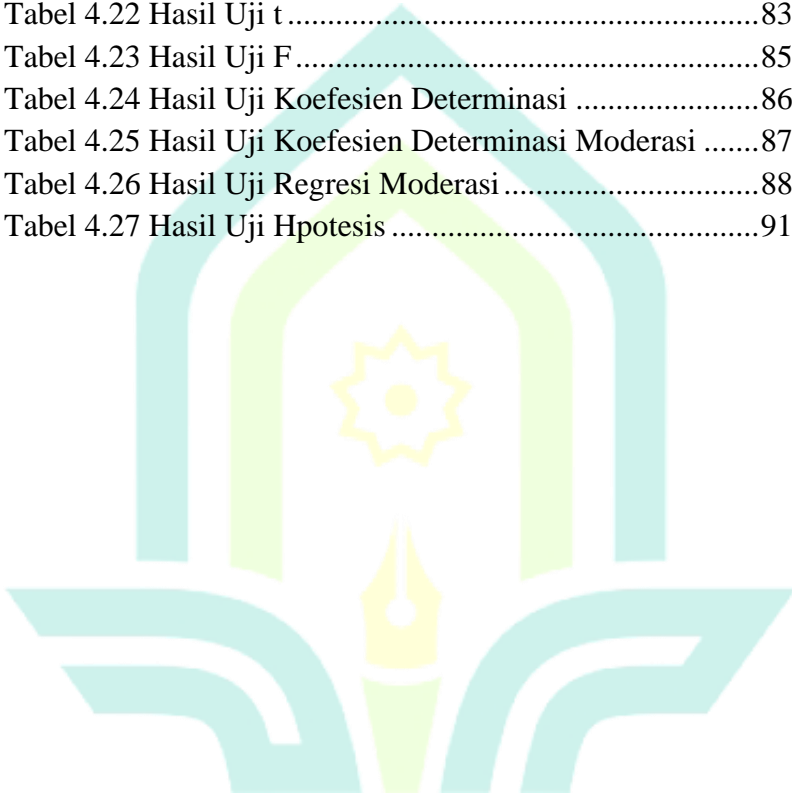 Tabel 4.22 Hasil Uji t.......................................................83
Tabel 4.23 Hasil Uji F......................................................85
Tabel 4.24 Hasil Uji Koefesien Determinasi .....................86
Tabel 4.25 Hasil Uji Koefesien Determinasi Moderasi .......87
Tabel 4.26 Hasil Uji Regresi Moderasi..............................88
Tabel 4.27 Hasil Uji Hpotesis ...........................................91